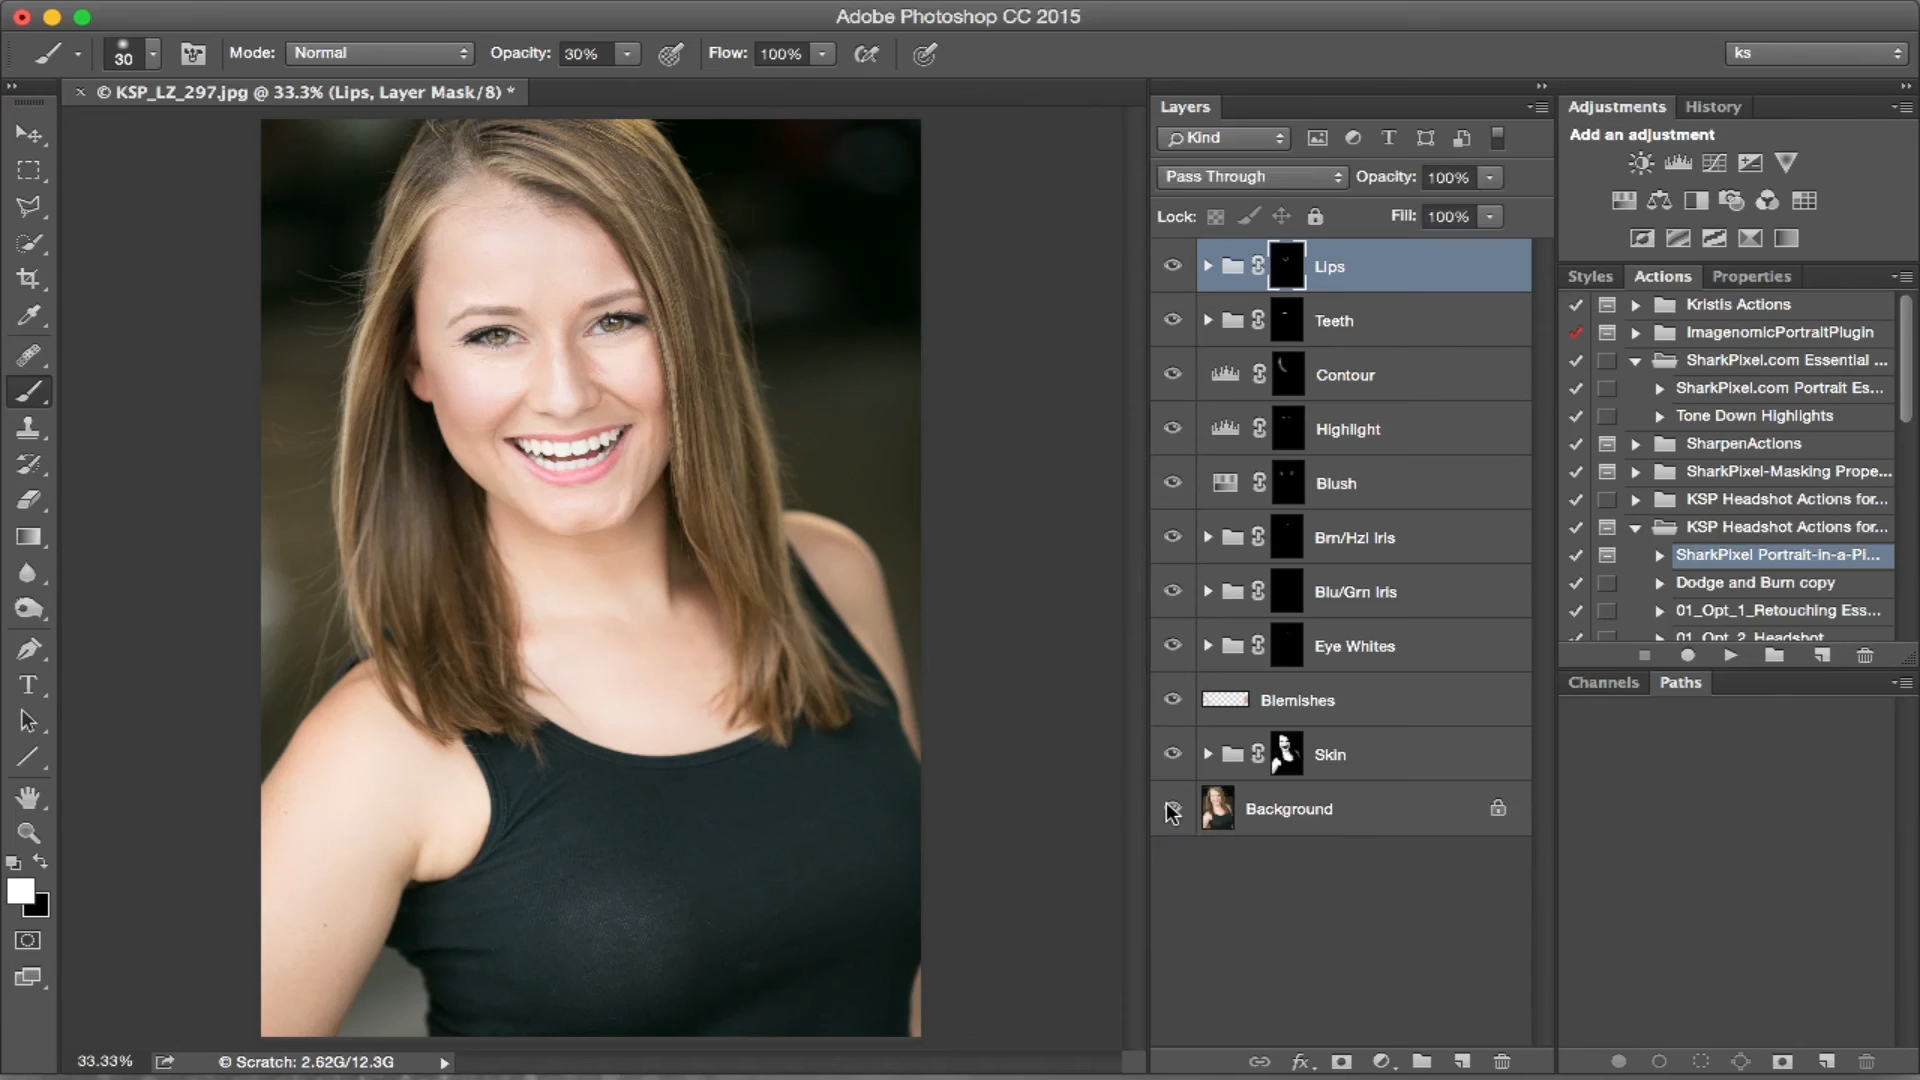 Adobe Photoshop CC 2015
30
Mode: Normal
Opacity: 30%
Flow: 100%
ks
× © KSP_LZ_297.jpg @ 33.3% (Lips, Layer Mask/8) *
Layers
Kind
Pass Through
Opacity: 100%
Lock:
Fill: 100%
Lips
Teeth
Contour
Highlight
Blush
Brn/Hzl Iris
Blu/Grn Iris
Eye Whites
Blemishes
Skin
Background
Adjustments
History
Add an adjustment
Styles
Actions
Properties
Kristis Actions
ImagenomicPortraitPlugin
SharkPixel.com Essential ...
SharkPixel.com Portrait Es...
Tone Down Highlights
SharpenActions
SharkPixel-Masking Prope...
KSP Headshot Actions for...
KSP Headshot Actions for...
SharkPixel Portrait-in-a-Pi...
Dodge and Burn copy
01_Opt_1_Retouching Ess...
01_Opt_2_Headshot
Channels
Paths
33.33%
Scratch: 2.62G/12.3G